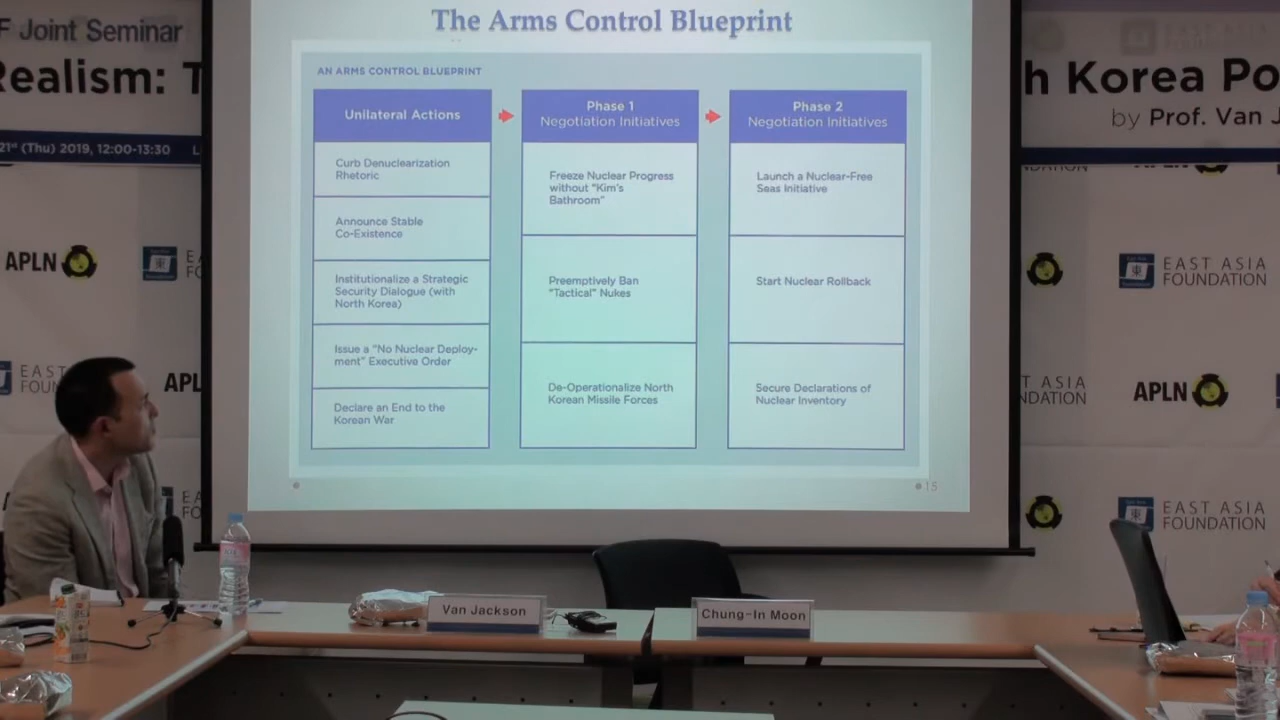 F Joint Seminar
ealism: T
h Korea Po
by Prof. Van J
21st (Thu) 2019, 12:00-13:30
The Arms Control Blueprint
AN ARMS CONTROL BLUEPRINT
Unilateral Actions
Curb Denuclearization
Rhetoric
Announce Stable
Co-Existence
Institutionalize a Strategic
Security Dialogue (with
North Korea)
Issue a "No Nuclear Deploy-
ment" Executive Order
Declare an End to the
Korean War
Phase 1
Negotiation Initiatives
Freeze Nuclear Progress
without "Kim's
Bathroom"
Preemptively Ban
"Tactical" Nukes
De-Operationalize North
Korean Missile Forces
Phase 2
Negotiation Initiatives
Launch a Nuclear-Free
Seas Initiative
Start Nuclear Rollback
Secure Declarations of
Nuclear Inventory
15
APLN
EAST ASIA
FOUNDATION
APLN
T ASIA
NDATION
APLN
EAST ASIA
FOUNDATION
Van Jackson
Chung-In Moon